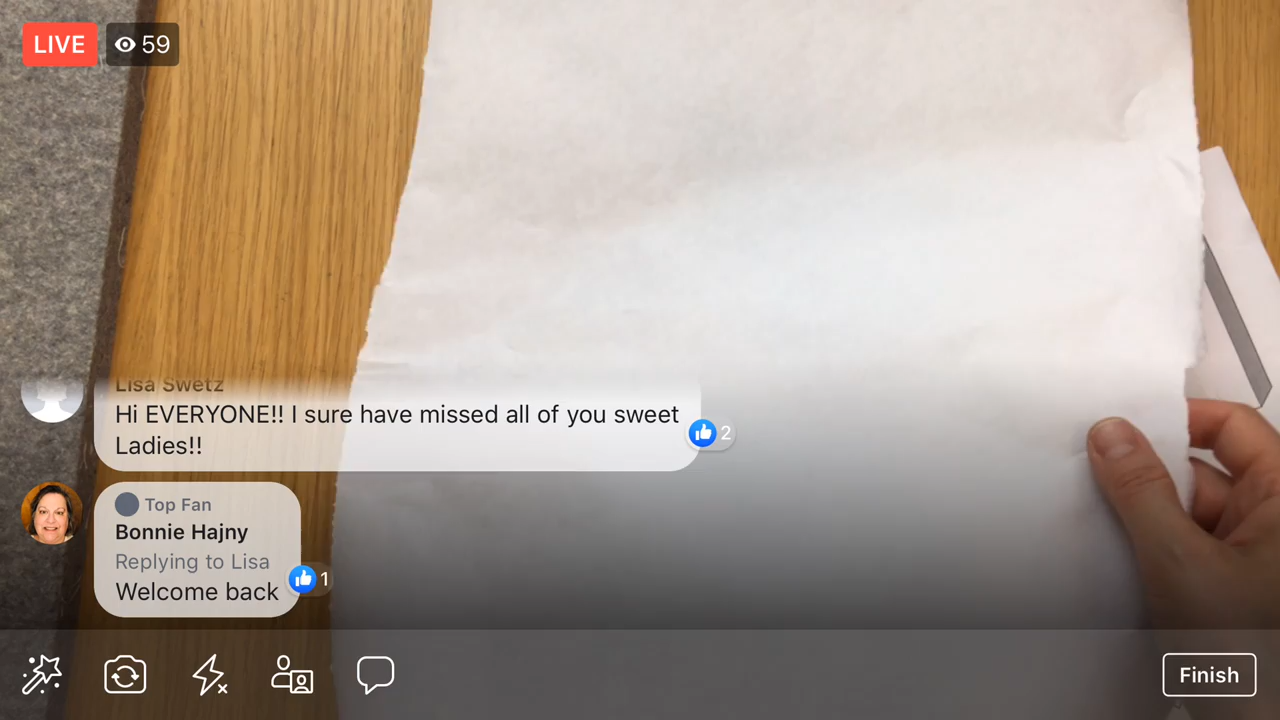 LIVE 59
Lisa Swetz
Hi EVERYONE!! I sure have missed all of you sweet
Ladies!!
2
Top Fan
Bonnie Hajny
Replying to Lisa
Welcome back
1
Finish